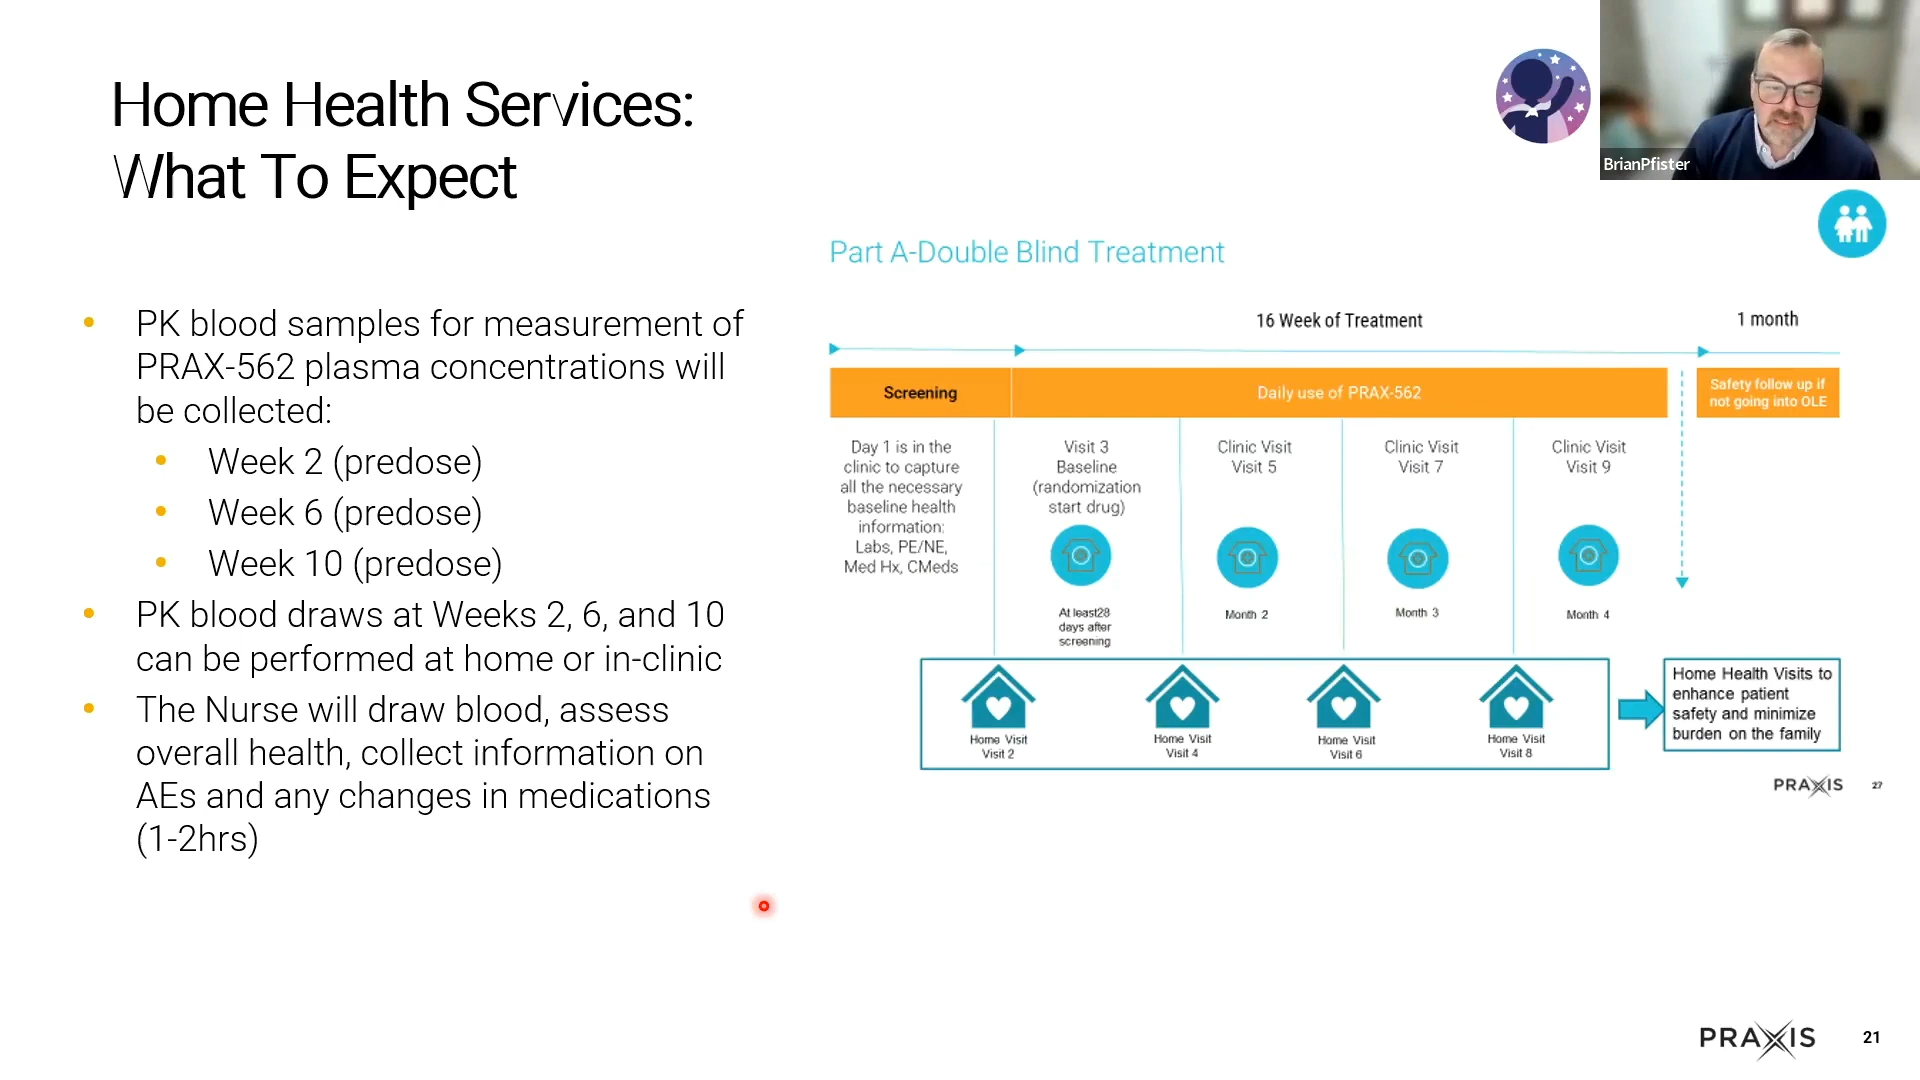 Home Health Services:
What To Expect
BrianPfister
PK blood samples for measurement of
PRAX-562 plasma concentrations will
be collected:
Week 2 (predose)
Week 6 (predose)
Week 10 (predose)
PK blood draws at Weeks 2, 6, and 10
can be performed at home or in-clinic
The Nurse will draw blood, assess
overall health, collect information on
AEs and any changes in medications
(1-2hrs)
Part A-Double Blind Treatment
16 Week of Treatment
1 month
Screening
Daily use of PRAX-562
Safety follow up if
not going into OLE
Day 1 is in the
clinic to capture
all the necessary
baseline health
information:
Labs, PE/NE,
Med Hx, CMeds
Visit 3
Baseline
(randomization
start drug)
At least28
days after
screening
Clinic Visit
Visit 5
Month 2
Clinic Visit
Visit 7
Month 3
Clinic Visit
Visit 9
Month 4
Home Visit
Visit 2
Home Visit
Visit 4
Home Visit
Visit 6
Home Visit
Visit 8
Home Health Visits to
enhance patient
safety and minimize
burden on the family
PRAXIS 27
PRAXIS 21